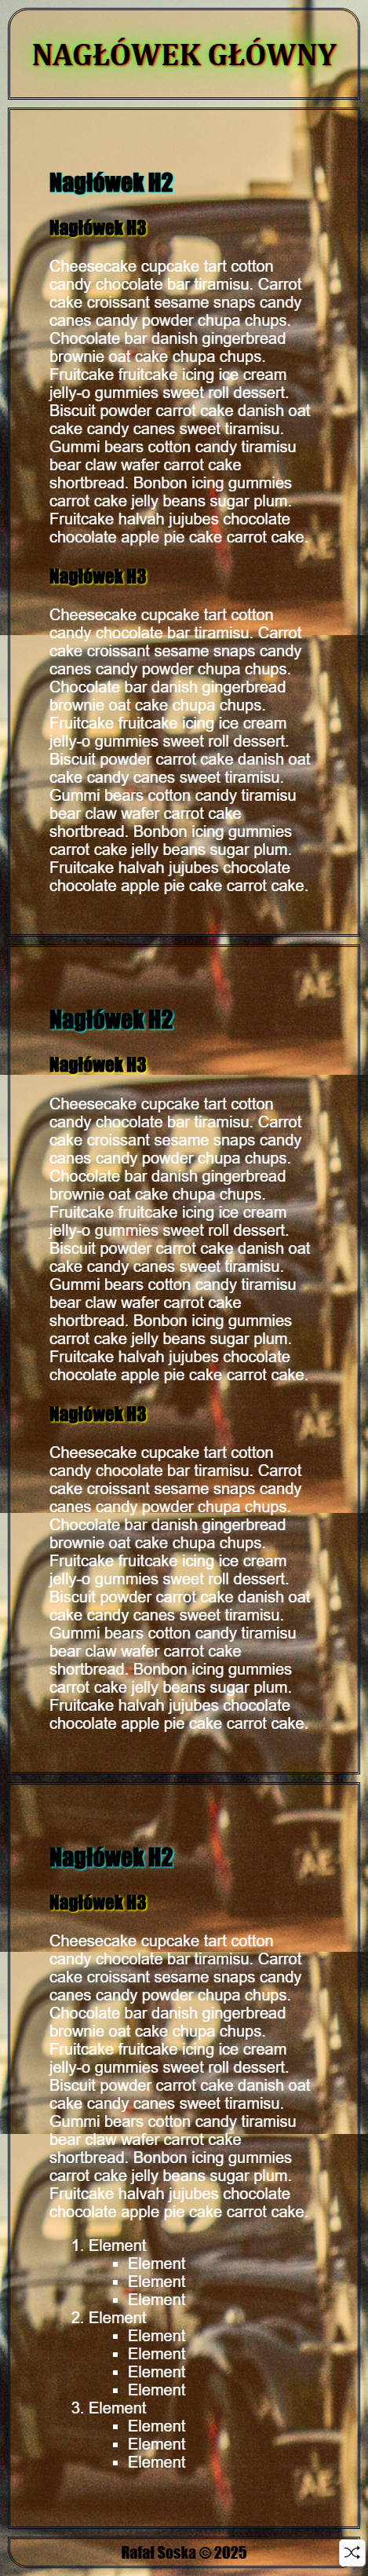 NAGŁÓWEK GŁÓWNY
Nagłówek H2
Nagłówek H3
Cheesecake cupcake tart cotton
candy chocolate bar tiramisu. Carrot
cake croissant sesame snaps candy
canes candy powder chupa chups.
Chocolate bar danish gingerbread
brownie oat cake chupa chups.
Fruitcake fruitcake icing ice cream
jelly-o gummies sweet roll dessert.
Biscuit powder carrot cake danish oat
cake candy canes sweet tiramisu.
Gummi bears cotton candy tiramisu
bear claw wafer carrot cake
shortbread. Bonbon icing gummies
carrot cake jelly beans sugar plum.
Fruitcake halvah jujubes chocolate
chocolate apple pie cake carrot cake.
Nagłówek H3
Cheesecake cupcake tart cotton
candy chocolate bar tiramisu. Carrot
cake croissant sesame snaps candy
canes candy powder chupa chups.
Chocolate bar danish gingerbread
brownie oat cake chupa chups.
Fruitcake fruitcake icing ice cream
jelly-o gummies sweet roll dessert.
Biscuit powder carrot cake danish oat
cake candy canes sweet tiramisu.
Gummi bears cotton candy tiramisu
bear claw wafer carrot cake
shortbread. Bonbon icing gummies
carrot cake jelly beans sugar plum.
Fruitcake halvah jujubes chocolate
chocolate apple pie cake carrot cake.
Nagłówek H2
Nagłówek H3
Cheesecake cupcake tart cotton
candy chocolate bar tiramisu. Carrot
cake croissant sesame snaps candy
canes candy powder chupa chups.
Chocolate bar danish gingerbread
brownie oat cake chupa chups.
Fruitcake fruitcake icing ice cream
jelly-o gummies sweet roll dessert.
Biscuit powder carrot cake danish oat
cake candy canes sweet tiramisu.
Gummi bears cotton candy tiramisu
bear claw wafer carrot cake
shortbread. Bonbon icing gummies
carrot cake jelly beans sugar plum.
Fruitcake halvah jujubes chocolate
chocolate apple pie cake carrot cake.
Nagłówek H3
Cheesecake cupcake tart cotton
candy chocolate bar tiramisu. Carrot
cake croissant sesame snaps candy
canes candy powder chupa chups.
Chocolate bar danish gingerbread
brownie oat cake chupa chups.
Fruitcake fruitcake icing ice cream
jelly-o gummies sweet roll dessert.
Biscuit powder carrot cake danish oat
cake candy canes sweet tiramisu.
Gummi bears cotton candy tiramisu
bear claw wafer carrot cake
shortbread. Bonbon icing gummies
carrot cake jelly beans sugar plum.
Fruitcake halvah jujubes chocolate
chocolate apple pie cake carrot cake.
Nagłówek H2
Nagłówek H3
Cheesecake cupcake tart cotton
candy chocolate bar tiramisu. Carrot
cake croissant sesame snaps candy
canes candy powder chupa chups.
Chocolate bar danish gingerbread
brownie oat cake chupa chups.
Fruitcake fruitcake icing ice cream
jelly-o gummies sweet roll dessert.
Biscuit powder carrot cake danish oat
cake candy canes sweet tiramisu.
Gummi bears cotton candy tiramisu
bear claw wafer carrot cake
shortbread. Bonbon icing gummies
carrot cake jelly beans sugar plum.
Fruitcake halvah jujubes chocolate
chocolate apple pie cake carrot cake.
1. Element
▪ Element
▪ Element
▪ Element
2. Element
▪ Element
▪ Element
▪ Element
▪ Element
3. Element
▪ Element
▪ Element
▪ Element
Rafał Soska © 2025